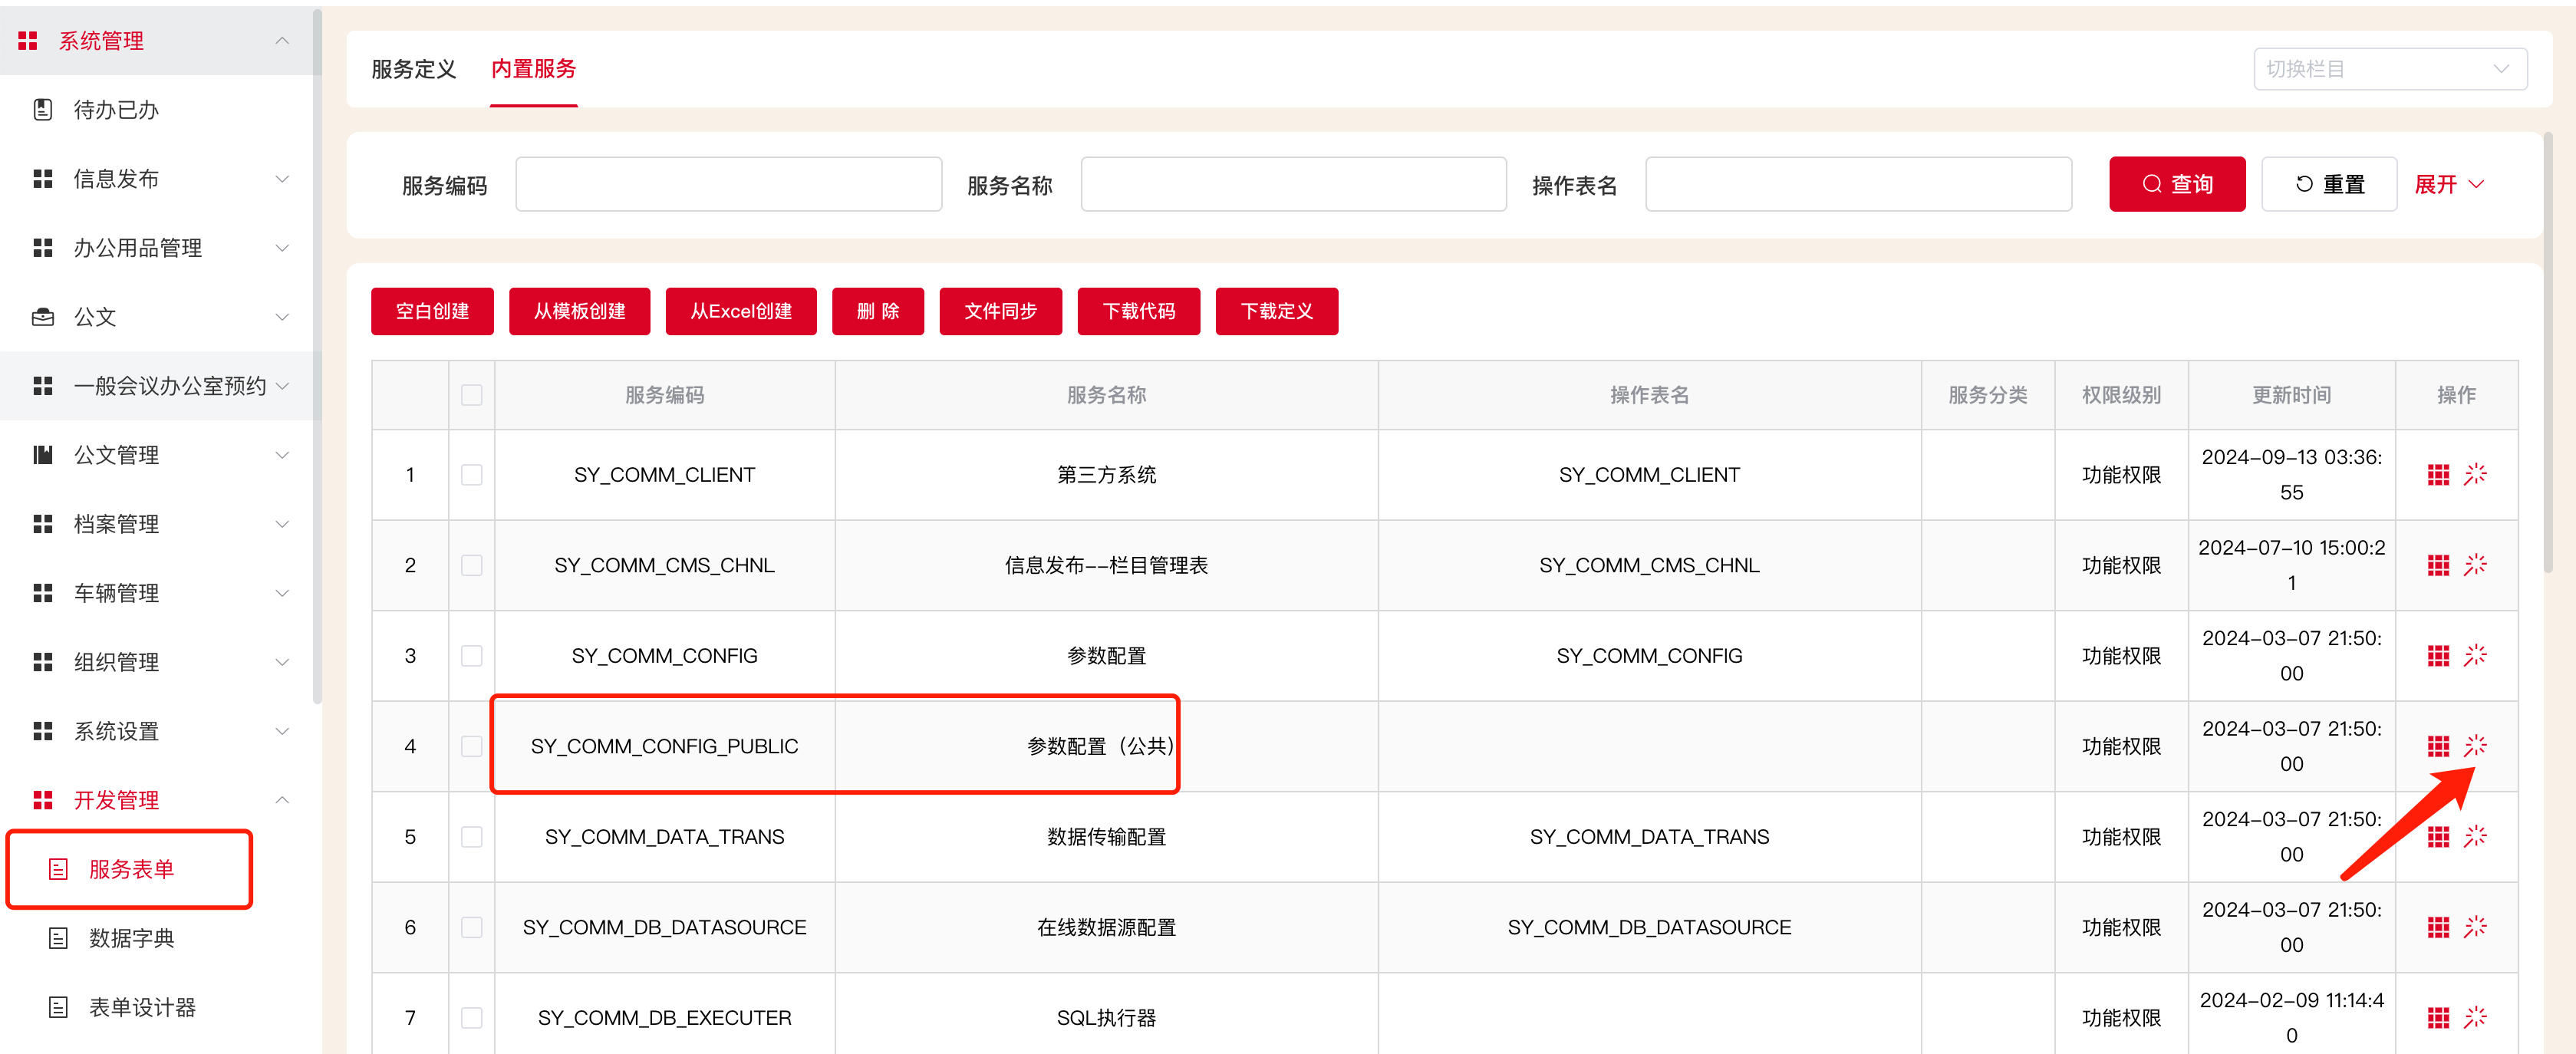 系统管理
待办已办
信息发布
办公用品管理
公文
一般会议办公室预约
公文管理
档案管理
车辆管理
组织管理
系统设置
开发管理
服务表单
数据字典
表单设计器
服务定义 内置服务 切换栏目
服务编码 服务名称 操作表名 查询 重置 展开
空白创建 从模板创建 从Excel创建 删 除 文件同步 下载代码 下载定义
服务编码 服务名称 操作表名 服务分类 权限级别 更新时间 操作
1 SY_COMM_CLIENT 第三方系统 SY_COMM_CLIENT 功能权限 2024-09-13 03:36:
55
2 SY_COMM_CMS_CHNL 信息发布--栏目管理表 SY_COMM_CMS_CHNL 功能权限 2024-07-10 15:00:2
1
3 SY_COMM_CONFIG 参数配置 SY_COMM_CONFIG 功能权限 2024-03-07 21:50:
00
4 SY_COMM_CONFIG_PUBLIC 参数配置（公共） 功能权限 2024-03-07 21:50:
00
5 SY_COMM_DATA_TRANS 数据传输配置 SY_COMM_DATA_TRANS 功能权限 2024-03-07 21:50:
00
6 SY_COMM_DB_DATASOURCE 在线数据源配置 SY_COMM_DB_DATASOURCE 功能权限 2024-03-07 21:50:
00
7 SY_COMM_DB_EXECUTER SQL执行器 功能权限 2024-02-09 11:14:4
0